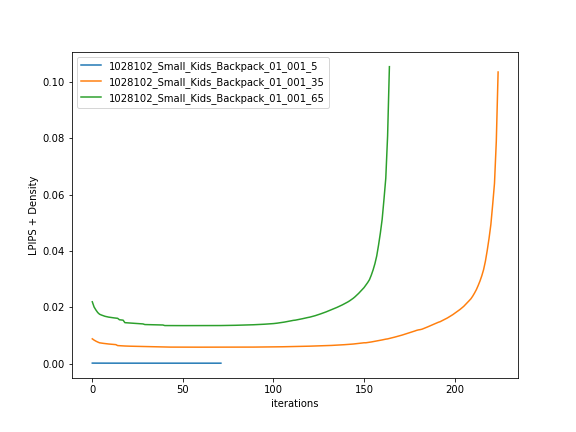 1028102_Small_Kids_Backpack_01_001_5
1028102_Small_Kids_Backpack_01_001_35
1028102_Small_Kids_Backpack_01_001_65
0.10
0.08
0.06
0.04
0.02
0.00
LPIPS + Density
0 50 100 150 200
iterations